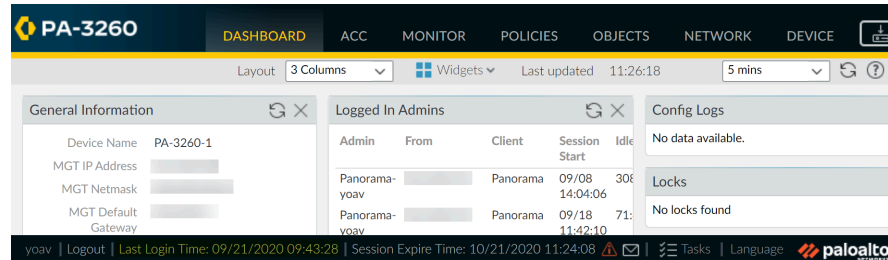 PA-3260 DASHBOARD ACC MONITOR POLICIES OBJECTS NETWORK DEVICE
Layout 3 Columns Widgets Last updated 11:26:18 5 mins
General Information
Device Name PA-3260-1
MGT IP Address
MGT Netmask
MGT Default
Gateway
Logged In Admins
Admin From Client Session Start
Panorama-yoav Panorama 09/08 14:04:06 308
Panorama-yoav Panorama 09/18 11:42:10 71:
Config Logs
No data available.
Locks
No locks found
yoav | Logout | Last Login Time: 09/21/2020 09:43:28 | Session Expire Time: 10/21/2020 11:24:08 | Tasks | Language paloalto